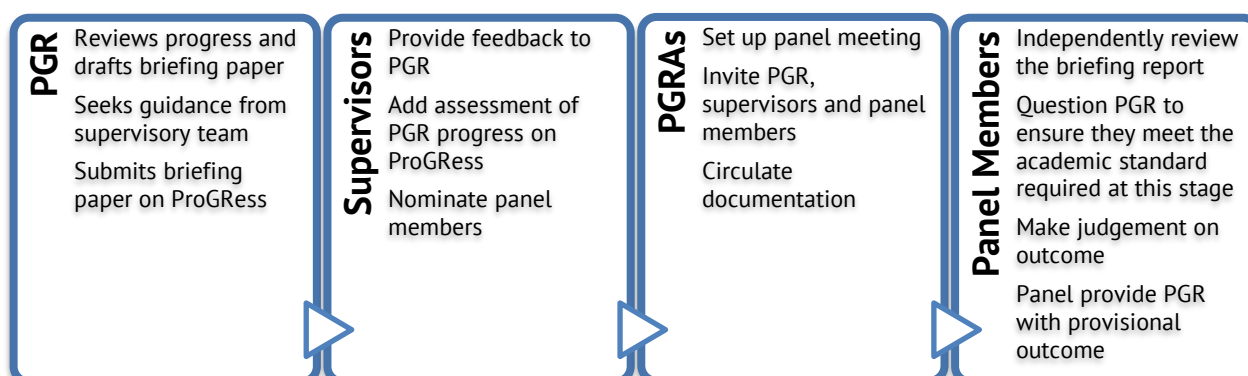 PGR
Reviews progress and
drafts briefing paper
Seeks guidance from
supervisory team
Submits briefing
paper on ProGRess
Supervisors
Provide feedback to
PGR
Add assessment of
PGR progress on
ProGRess
Nominate panel
members
PGRAs
Set up panel meeting
Invite PGR,
supervisors and panel
members
Circulate
documentation
Panel Members
Independently review
the briefing report
Question PGR to
ensure they meet the
academic standard
required at this stage
Make judgement on
outcome
Panel provide PGR
with provisional
outcome